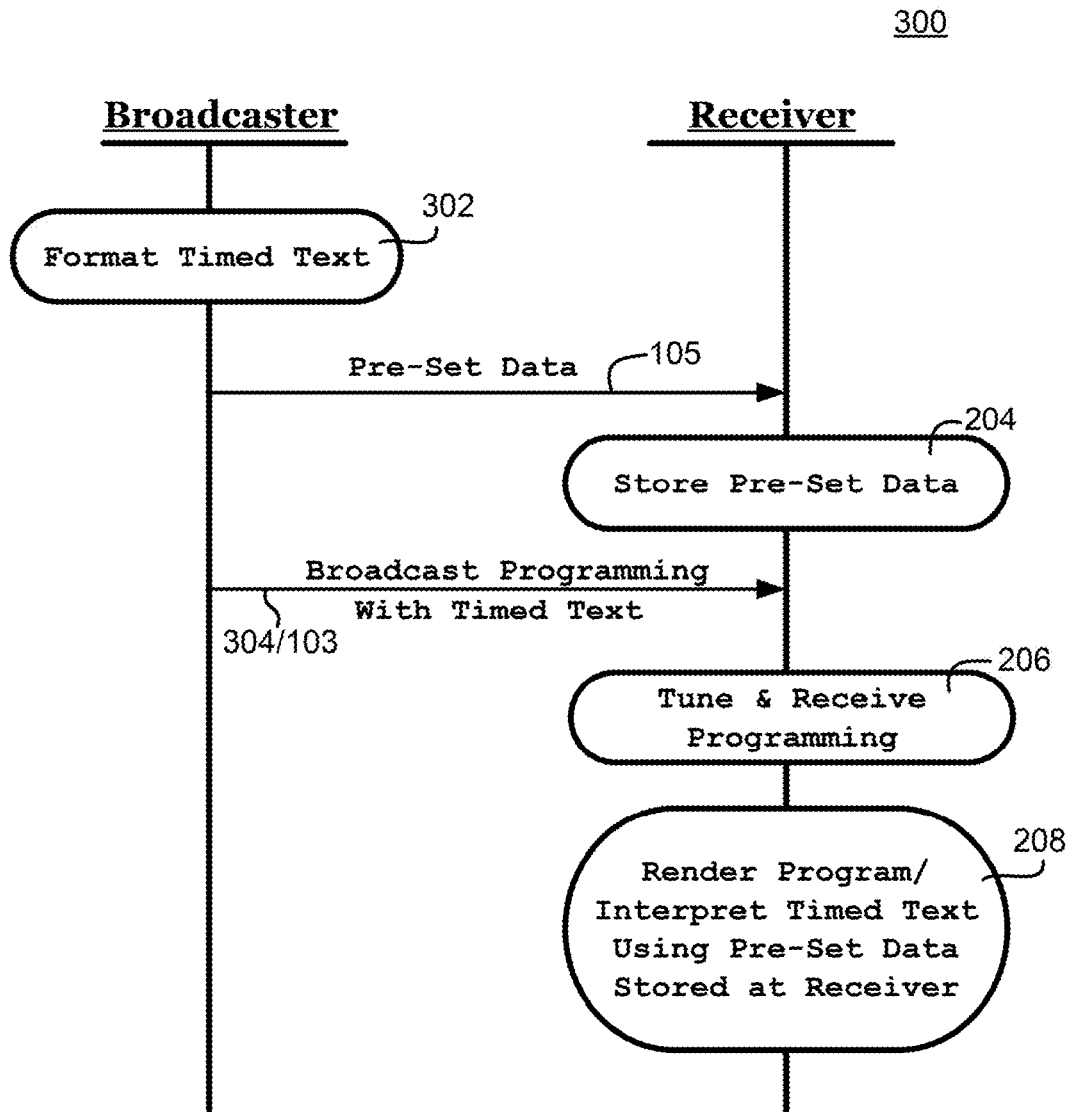 300
Broadcaster
Receiver
302
Format Timed Text
105
Pre-Set Data
204
Store Pre-Set Data
Broadcast Programming
With Timed Text
304/103
206
Tune & Receive
Programming
208
Render Program/
Interpret Timed Text
Using Pre-Set Data
Stored at Receiver